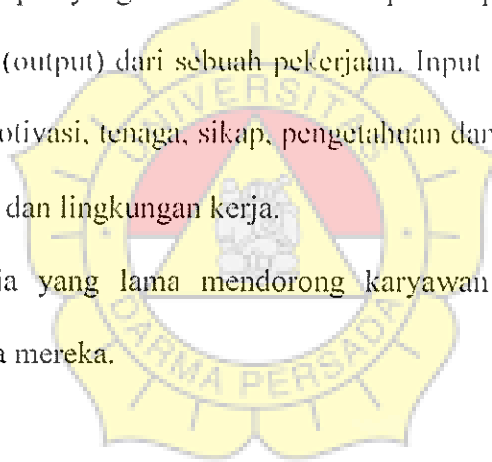 (output) dari sebuah pekerjaan. Input
otivasi, tenaga, sikap, pengetahuan dar
dan lingkungan kerja.
ja yang lama mendorong karyawan
a mereka.
UNIVERSITAS
DARMA PERSADA